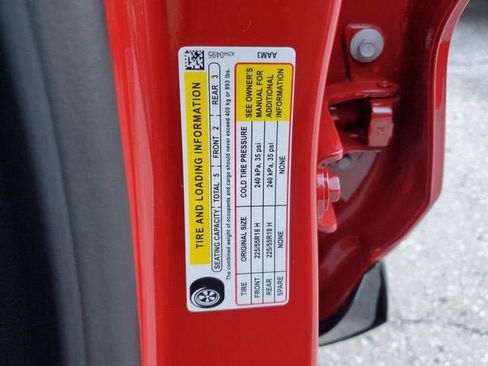 42940495 AAM3
TIRE AND LOADING INFORMATION
SEATING CAPACITY TOTAL 5 FRONT 2 REAR 3
The combined weight of occupants and cargo should never exceed 405 kg or 893 lbs.
TIRE ORIGINAL SIZE COLD TIRE PRESSURE SEE OWNER'S
MANUAL FOR
ADDITIONAL
INFORMATION
FRONT 225/55R18 H 240 kPa, 35 psi
REAR 225/55R18 H 240 kPa, 35 psi
SPARE NONE NONE